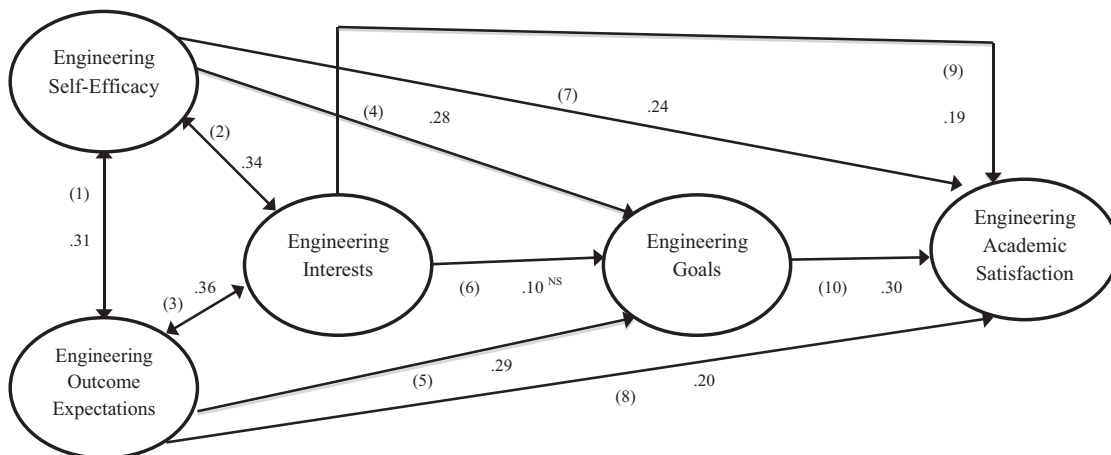 Engineering
Self-Efficacy
(1)
.31
(2)
.34
(3)
.36
Engineering
Outcome
Expectations
Engineering
Interests
(4)
.28
(5)
.29
(6)
.10 NS
(7)
.24
(8)
.20
(9)
.19
Engineering
Goals
(10)
.30
Engineering
Academic
Satisfaction